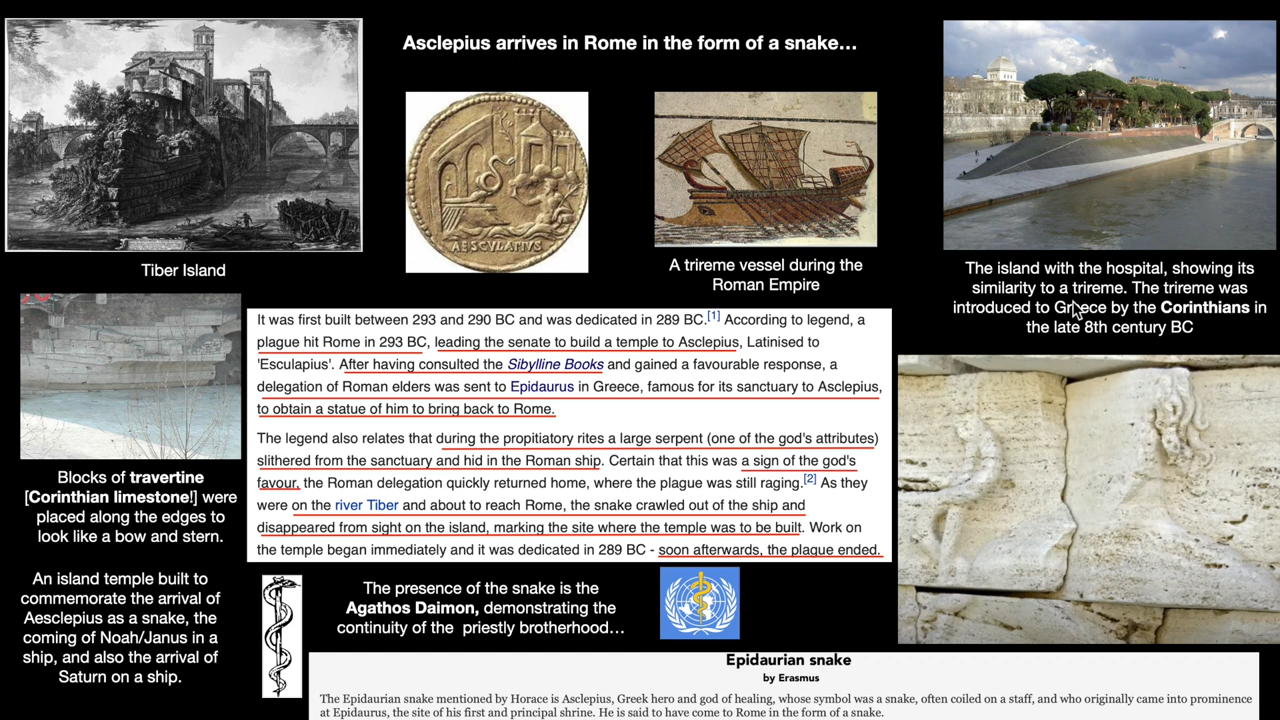 Asclepius arrives in Rome in the form of a snake…
Tiber Island
AESCVLAPIVS
A trireme vessel during the
Roman Empire
The island with the hospital, showing its
similarity to a trireme. The trireme was
introduced to Greece by the Corinthians in
the late 8th century BC
It was first built between 293 and 290 BC and was dedicated in 289 BC.[1] According to legend, a
plague hit Rome in 293 BC, leading the senate to build a temple to Asclepius, Latinised to
'Esculapius'. After having consulted the Sibylline Books and gained a favourable response, a
delegation of Roman elders was sent to Epidaurus in Greece, famous for its sanctuary to Asclepius,
to obtain a statue of him to bring back to Rome.
The legend also relates that during the propitiatory rites a large serpent (one of the god's attributes)
slithered from the sanctuary and hid in the Roman ship. Certain that this was a sign of the god's
favour, the Roman delegation quickly returned home, where the plague was still raging.[2] As they
were on the river Tiber and about to reach Rome, the snake crawled out of the ship and
disappeared from sight on the island, marking the site where the temple was to be built. Work on
the temple began immediately and it was dedicated in 289 BC - soon afterwards, the plague ended.
Blocks of travertine
[Corinthian limestone!] were
placed along the edges to
look like a bow and stern.
An island temple built to
commemorate the arrival of
Aesclepius as a snake, the
coming of Noah/Janus in a
ship, and also the arrival of
Saturn on a ship.
The presence of the snake is the
Agathos Daimon, demonstrating the
continuity of the priestly brotherhood…
Epidaurian snake
by Erasmus
The Epidaurian snake mentioned by Horace is Asclepius, Greek hero and god of healing, whose symbol was a snake, often coiled on a staff, and who originally came into prominence
at Epidaurus, the site of his first and principal shrine. He is said to have come to Rome in the form of a snake.